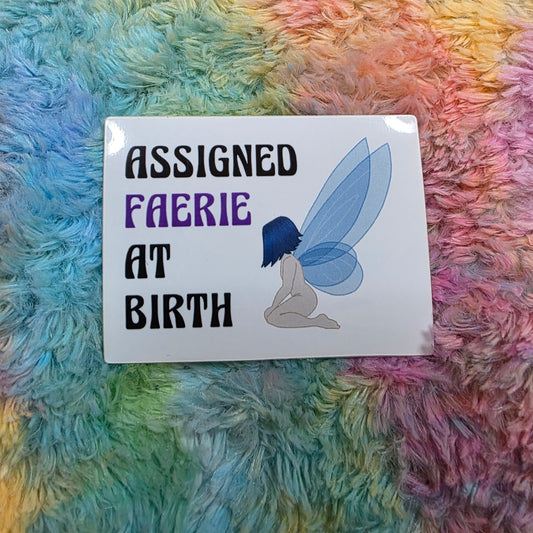 ASSIGNED
FAERIE
AT
BIRTH